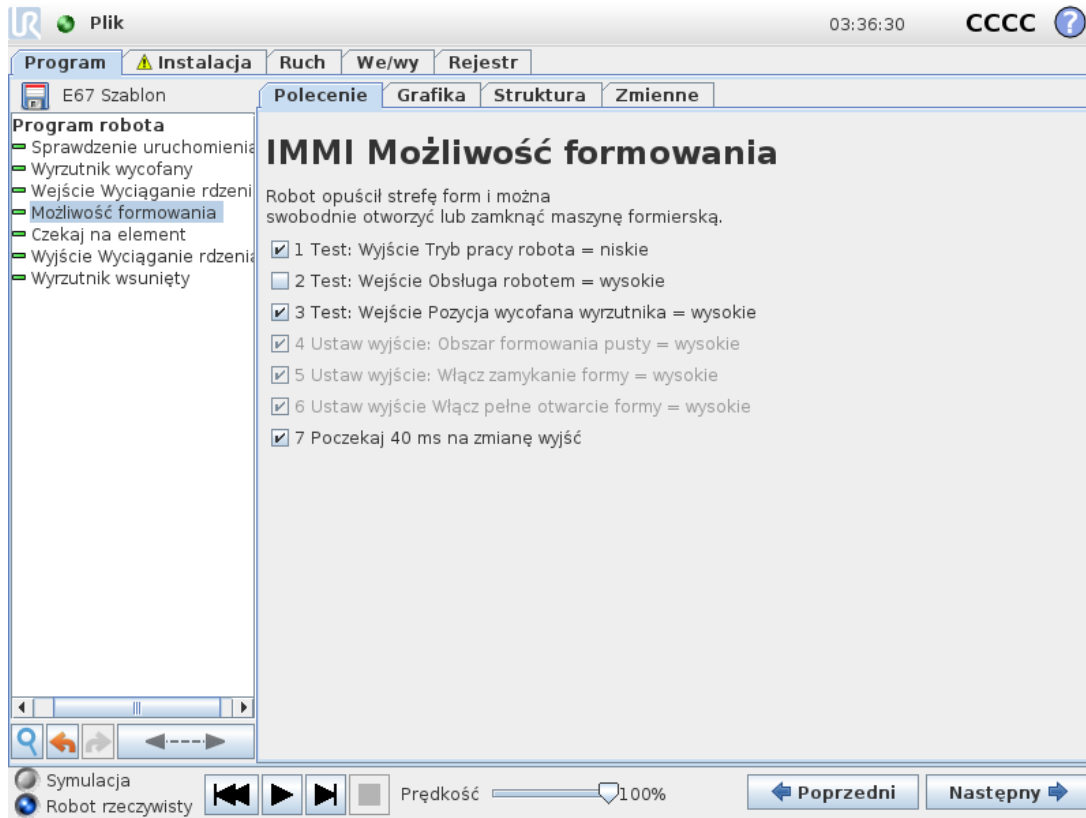 UR Plik 03:36:30 CCCC ?
Program Instalacja Ruch We/wy Rejestr
E67 Szablon
Polecenie Grafika Struktura Zmienne
Program robota
Sprawdzenie uruchomienia
Wyrzutnik wycofany
Wejście Wyciąganie rdzeni
Możliwość formowania
Czekaj na element
Wyjście Wyciąganie rdzenia
Wyrzutnik wsunięty
IMMI Możliwość formowania
Robot opuścił strefę form i można
swobodnie otworzyć lub zamknąć maszynę formierską.
1 Test: Wyjście Tryb pracy robota = niskie
2 Test: Wejście Obsługa robotem = wysokie
3 Test: Wejście Pozycja wycofana wyrzutnika = wysokie
4 Ustaw wyjście: Obszar formowania pusty = wysokie
5 Ustaw wyjście: Włącz zamykanie formy = wysokie
6 Ustaw wyjście Włącz pełne otwarcie formy = wysokie
7 Poczekaj 40 ms na zmianę wyjść
Symulacja
Robot rzeczywisty
Prędkość 100%
Poprzedni Następny